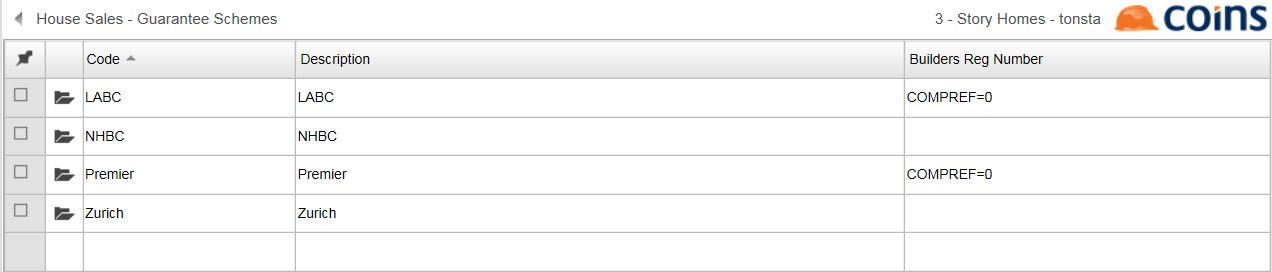 House Sales - Guarantee Schemes 3 - Story Homes - tonsta coins
Code Description Builders Reg Number
LABC LABC COMPREF=0
NHBC NHBC
Premier Premier COMPREF=0
Zurich Zurich